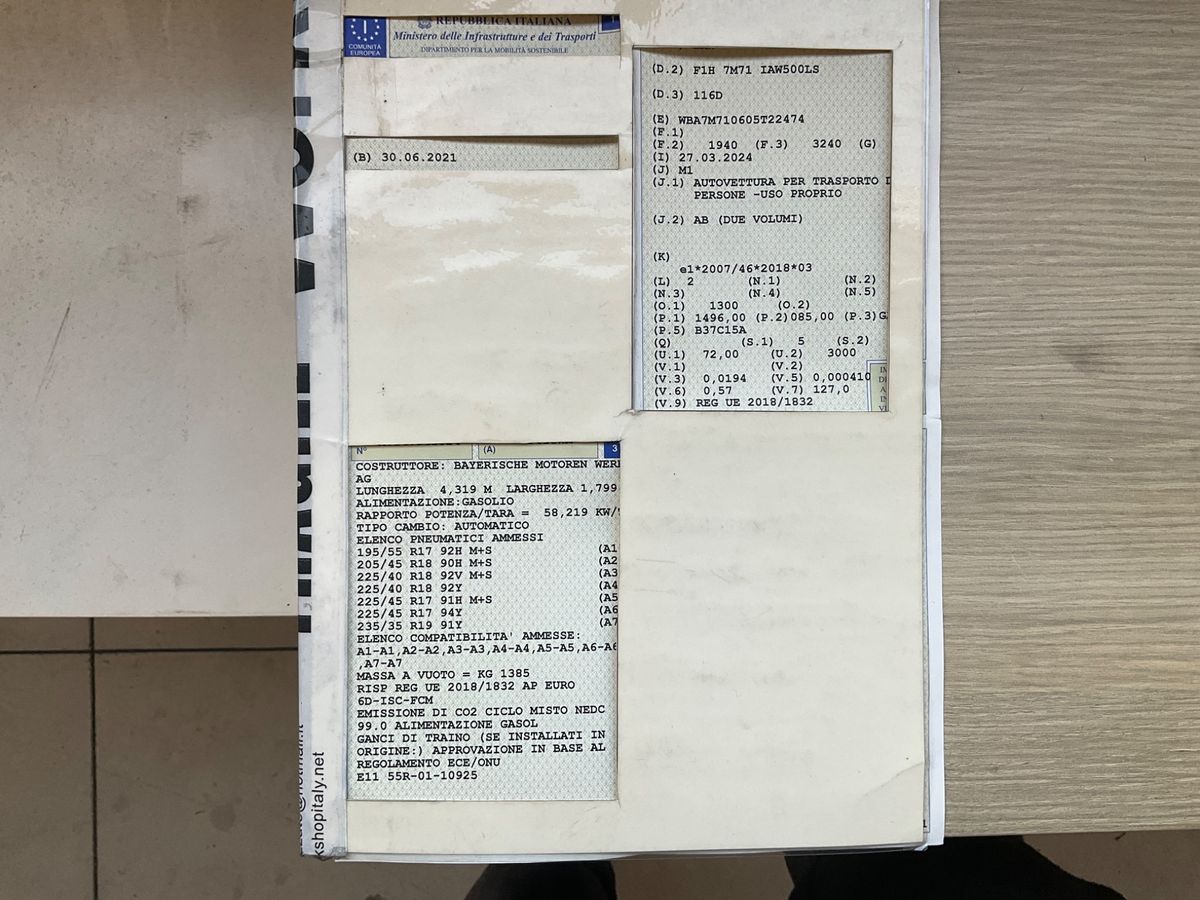 REPUBBLICA ITALIANA
COMUNITÀ EUROPEA
Ministero delle Infrastrutture e dei Trasporti
DIPARTIMENTO PER LA MOBILITÀ SOSTENIBILE
(B) 30.06.2021
(D.2) F1H 7M71 IAW500LS
(D.3) 116D
(E) WBA7M710605T22474
(F.1)
(F.2) 1940 (F.3) 3240 (G)
(I) 27.03.2024
(J) M1
(J.1) AUTOVETTURA PER TRASPORTO D
PERSONE -USO PROPRIO
(J.2) AB (DUE VOLUMI)
(K)
e1*2007/46*2018*03
(L) 2 (N.1) (N.2)
(N.3) (N.4) (N.5)
(O.1) 1300 (O.2)
(P.1) 1496,00 (P.2)085,00 (P.3)G
(P.5) B37C15A
(Q) (S.1) 5 (S.2)
(U.1) 72,00 (U.2) 3000
(V.1) (V.2)
(V.3) 0,0194 (V.5) 0,000410
(V.6) 0,57 (V.7) 127,0
(V.9) REG UE 2018/1832
N° (A) 3
COSTRUTTORE: BAYERISCHE MOTOREN WER
AG
LUNGHEZZA 4,319 M LARGHEZZA 1,799
ALIMENTAZIONE:GASOLIO
RAPPORTO POTENZA/TARA = 58,219 KW/
TIPO CAMBIO: AUTOMATICO
ELENCO PNEUMATICI AMMESSI
195/55 R17 92H M+S (A1
205/45 R18 90H M+S (A2
225/40 R18 92V M+S (A3
225/40 R18 92Y (A4
225/45 R17 91H M+S (A5
225/45 R17 94Y (A6
235/35 R19 91Y (A7
ELENCO COMPATIBILITA' AMMESSE:
A1-A1,A2-A2,A3-A3,A4-A4,A5-A5,A6-A6
,A7-A7
MASSA A VUOTO = KG 1385
RISP REG UE 2018/1832 AP EURO
6D-ISC-FCM
EMISSIONE DI CO2 CICLO MISTO NEDC
99.0 ALIMENTAZIONE GASOL
GANCI DI TRAINO (SE INSTALLATI IN
ORIGINE:) APPROVAZIONE IN BASE AL
REGOLAMENTO ECE/ONU
E11 55R-01-10925
kshopitaly.net